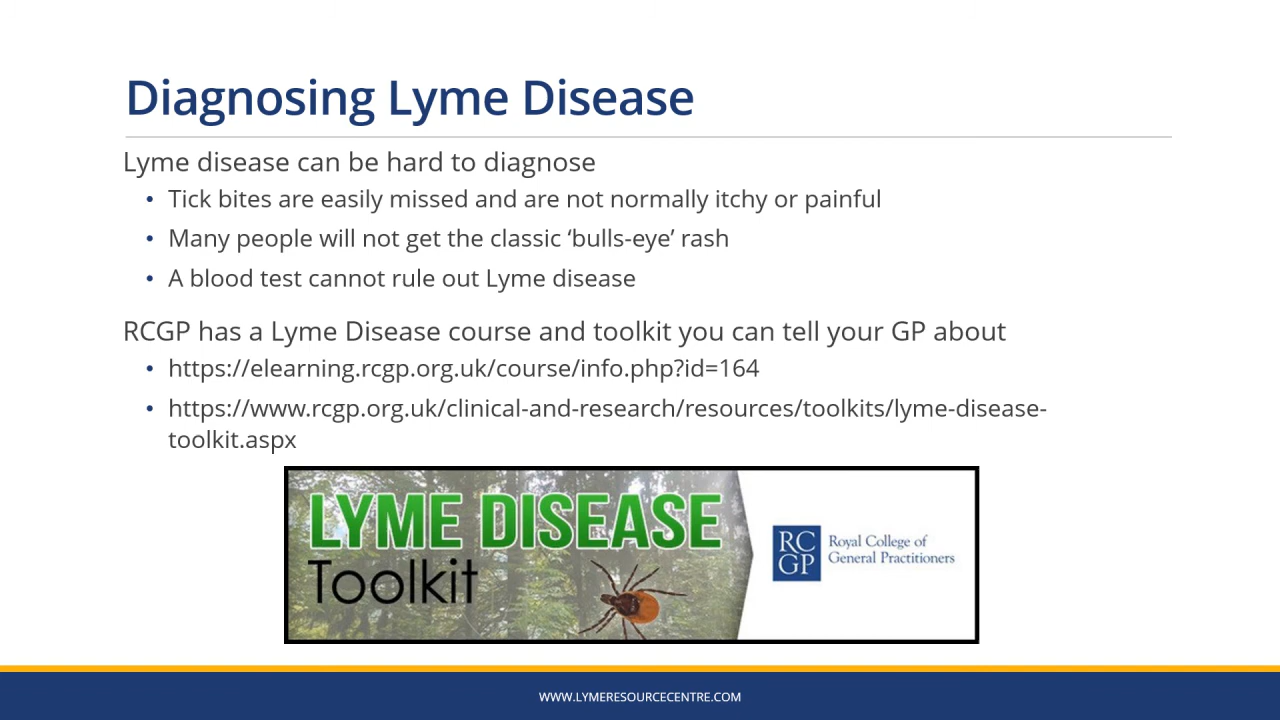 Diagnosing Lyme Disease
Lyme disease can be hard to diagnose
• Tick bites are easily missed and are not normally itchy or painful
• Many people will not get the classic ‘bulls-eye’ rash
• A blood test cannot rule out Lyme disease
RCGP has a Lyme Disease course and toolkit you can tell your GP about
• https://elearning.rcgp.org.uk/course/info.php?id=164
• https://www.rcgp.org.uk/clinical-and-research/resources/toolkits/lyme-disease-
toolkit.aspx
LYME DISEASE
Toolkit
RC
GP
Royal College of
General Practitioners
WWW.LYMERESOURCECENTRE.COM